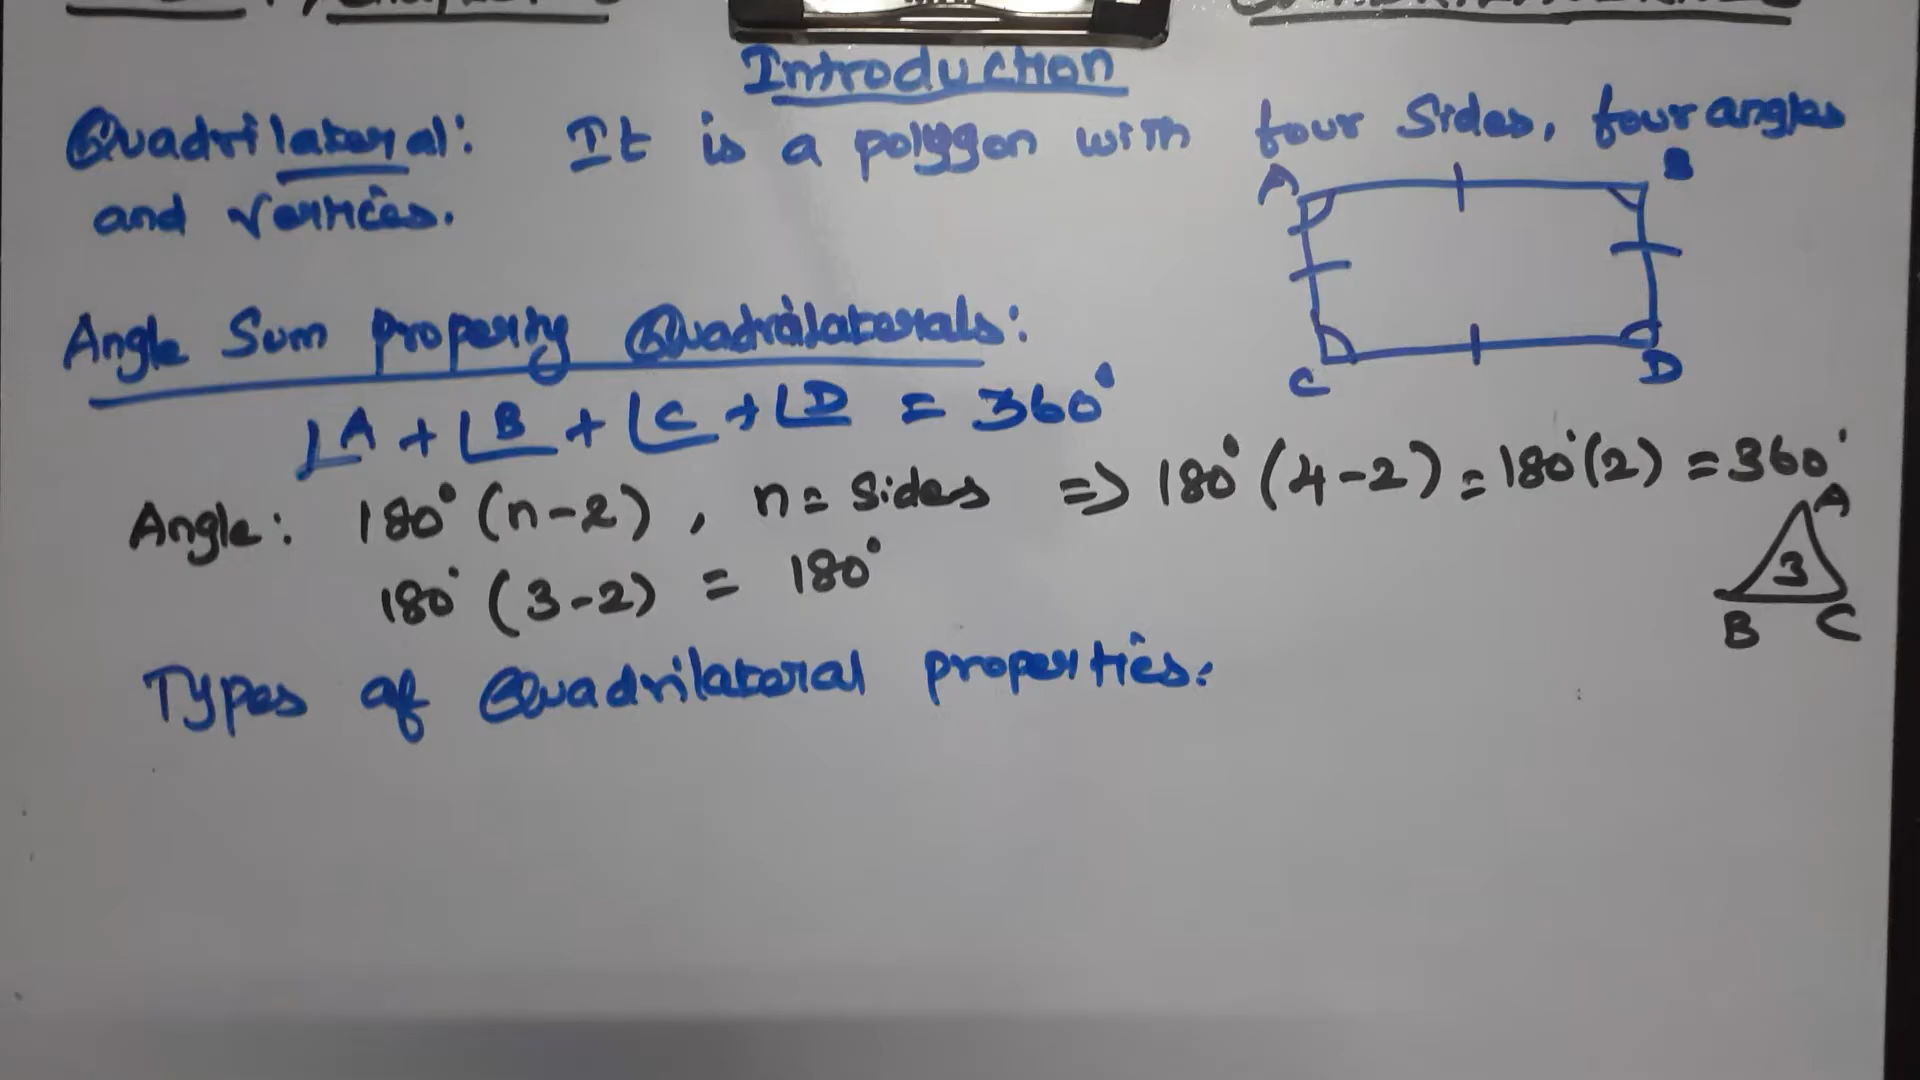 Introduction
Quadrilateral: It is a polygon with four sides, four angles
and vertices.
A B
C D
Angle Sum property Quadrilaterals:
∠A + ∠B + ∠C + ∠D = 360°
Angle: 180° (n-2), n = sides => 180° (4-2) = 180°(2) = 360°
180° (3-2) = 180°
A
3
B C
Types of Quadrilateral properties: